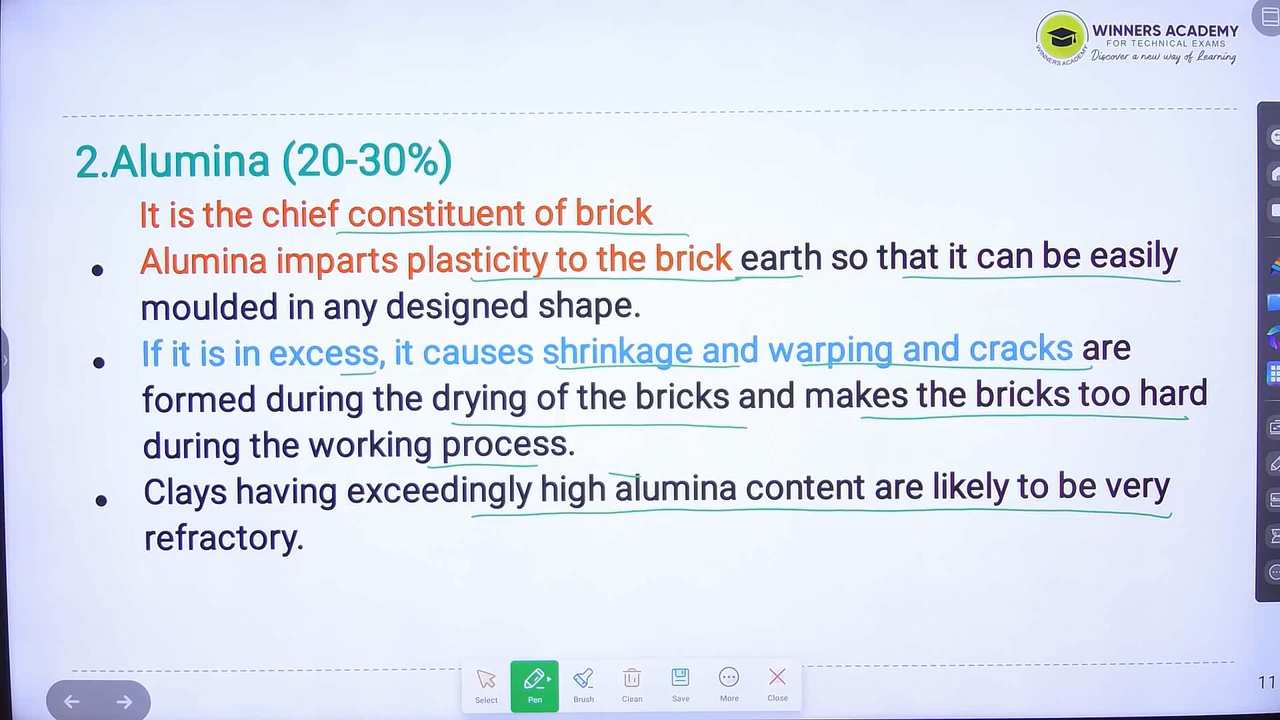 WINNERS ACADEMY
FOR TECHNICAL EXAMS
Discover a new way of Learning
WINNERS ACADEMY
2.Alumina (20-30%)
It is the chief constituent of brick
• Alumina imparts plasticity to the brick earth so that it can be easily
moulded in any designed shape.
• If it is in excess, it causes shrinkage and warping and cracks are
formed during the drying of the bricks and makes the bricks too hard
during the working process.
• Clays having exceedingly high alumina content are likely to be very
refractory.
Select
Pen
Brush
Clean
Save
More
Close
11